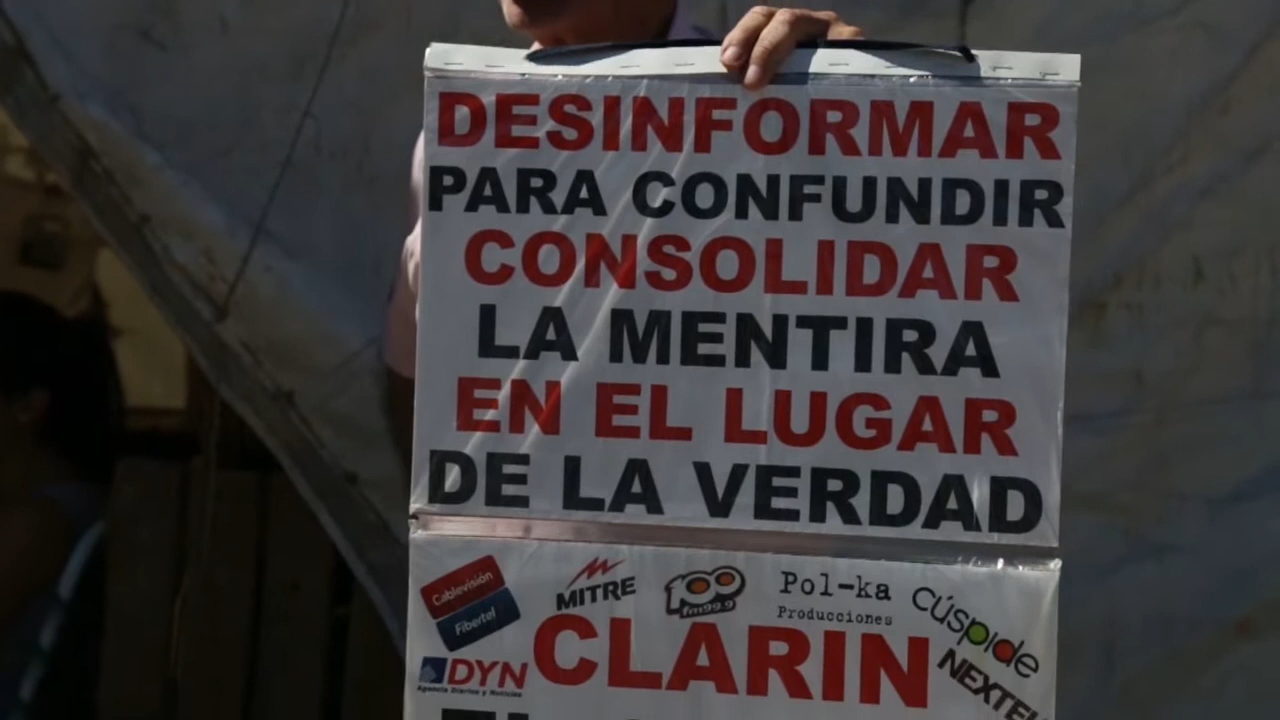 DESINFORMAR
PARA CONFUNDIR
CONSOLIDAR
LA MENTIRA
EN EL LUGAR
DE LA VERDAD
Cablevisión
Fibertel
MITRE
100
fm99.9
Pol-ka
Producciones
Cúspide
NEXTEL
DYN
Agencia Diarios y Noticias
CLARIN